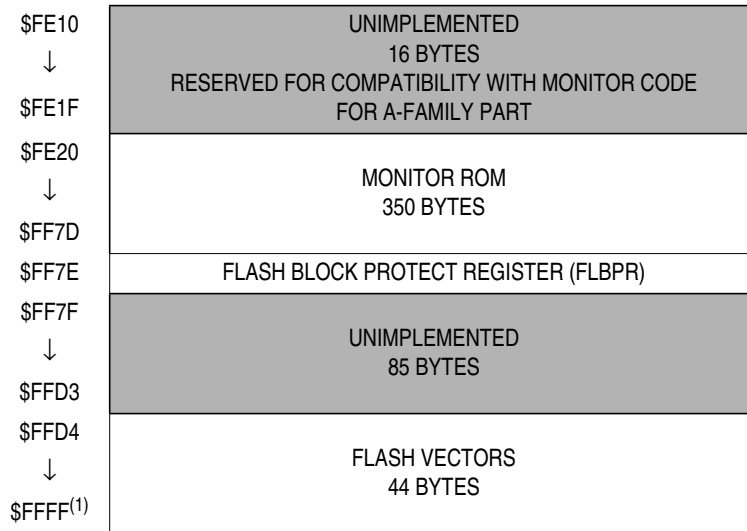 $FE10
↓
$FE1F
UNIMPLEMENTED
16 BYTES
RESERVED FOR COMPATIBILITY WITH MONITOR CODE
FOR A-FAMILY PART
$FE20
↓
$FF7D
MONITOR ROM
350 BYTES
$FF7E
FLASH BLOCK PROTECT REGISTER (FLBPR)
$FF7F
↓
$FFD3
UNIMPLEMENTED
85 BYTES
$FFD4
↓
$FFFF(1)
FLASH VECTORS
44 BYTES